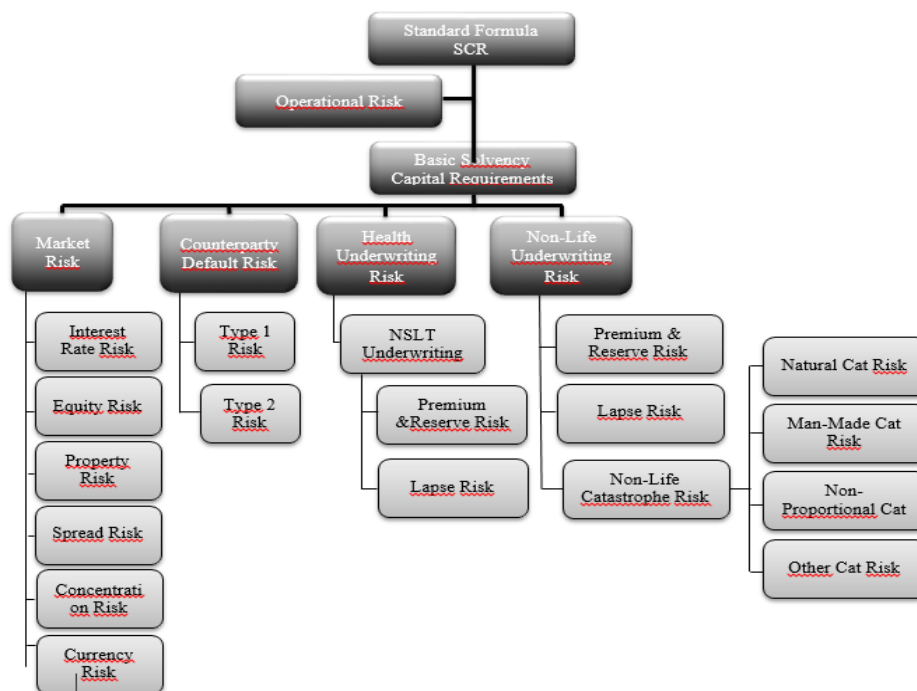 Standard Formula
SCR
Operational Risk
Basic Solvency
Capital Requirements
Market
Risk
Counterparty
Default Risk
Health
Underwriting
Risk
Non-Life
Underwriting
Risk
Interest
Rate Risk
Equity Risk
Property
Risk
Spread Risk
Concentrati
on Risk
Currency
Risk
Type 1
Risk
Type 2
Risk
NSLT
Underwriting
Premium
&Reserve Risk
Lapse Risk
Premium &
Reserve Risk
Lapse Risk
Non-Life
Catastrophe Risk
Natural Cat Risk
Man-Made Cat
Risk
Non-
Proportional Cat
Other Cat Risk